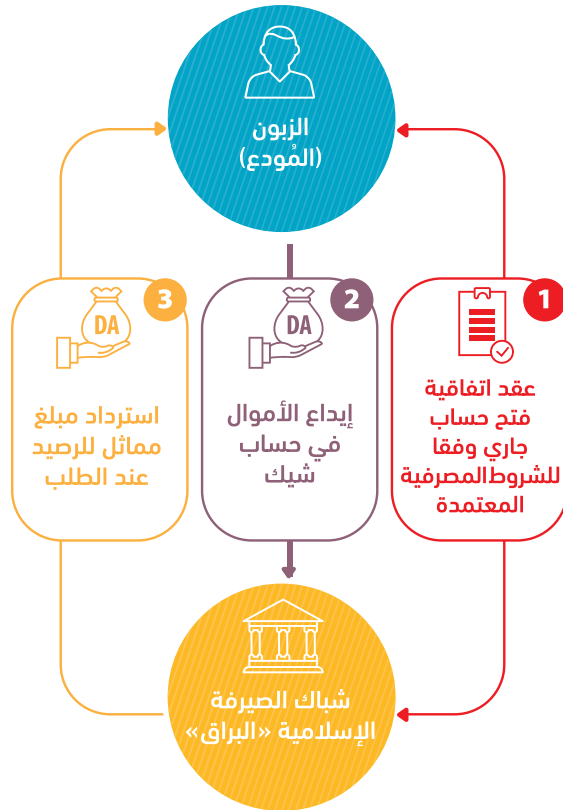 الزبون
(المُودع)
1
عقد اتفاقية
فتح حساب
جاري وفقا
للشروط المصرفية
المعتمدة
2
DA
إيداع الأموال
في حساب
شيك
3
DA
استرداد مبلغ
مماثل للرصيد
عند الطلب
شباك الصيرفة
الإسلامية «البراق»